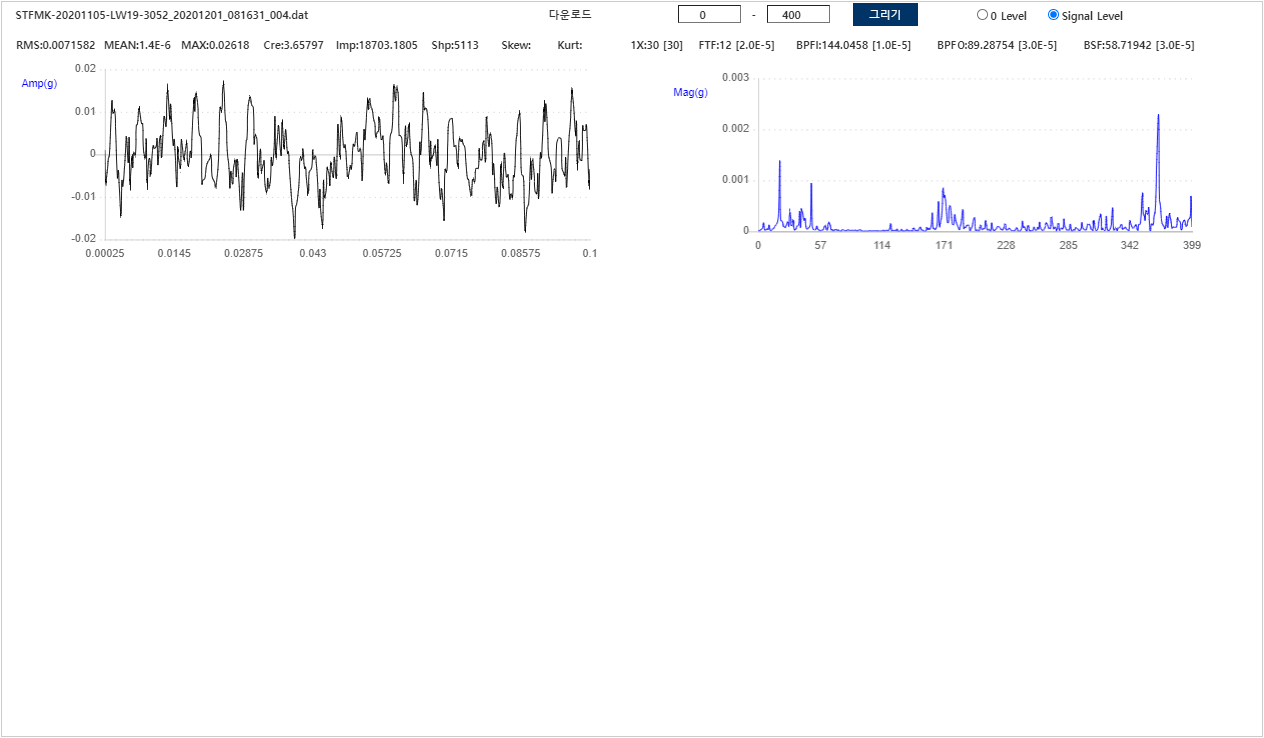 STFMK-20201105-LW19-3052_20201201_081631_004.dat 다운로드 0 - 400 그리기 0 Level Signal Level
RMS:0.0071582 MEAN:1.4E-6 MAX:0.02618 Cre:3.65797 Imp:18703.1805 Shp:5113 Skew: Kurt: 1X:30 [30] FTF:12 [2.0E-5] BPFI:144.0458 [1.0E-5] BPFO:89.28754 [3.0E-5] BSF:58.71942 [3.0E-5]
Amp(g)
0.02
0.01
0
-0.01
-0.02
0.00025 0.0145 0.02875 0.043 0.05725 0.0715 0.08575 0.1
Mag(g)
0.003
0.002
0.001
0
0 57 114 171 228 285 342 399